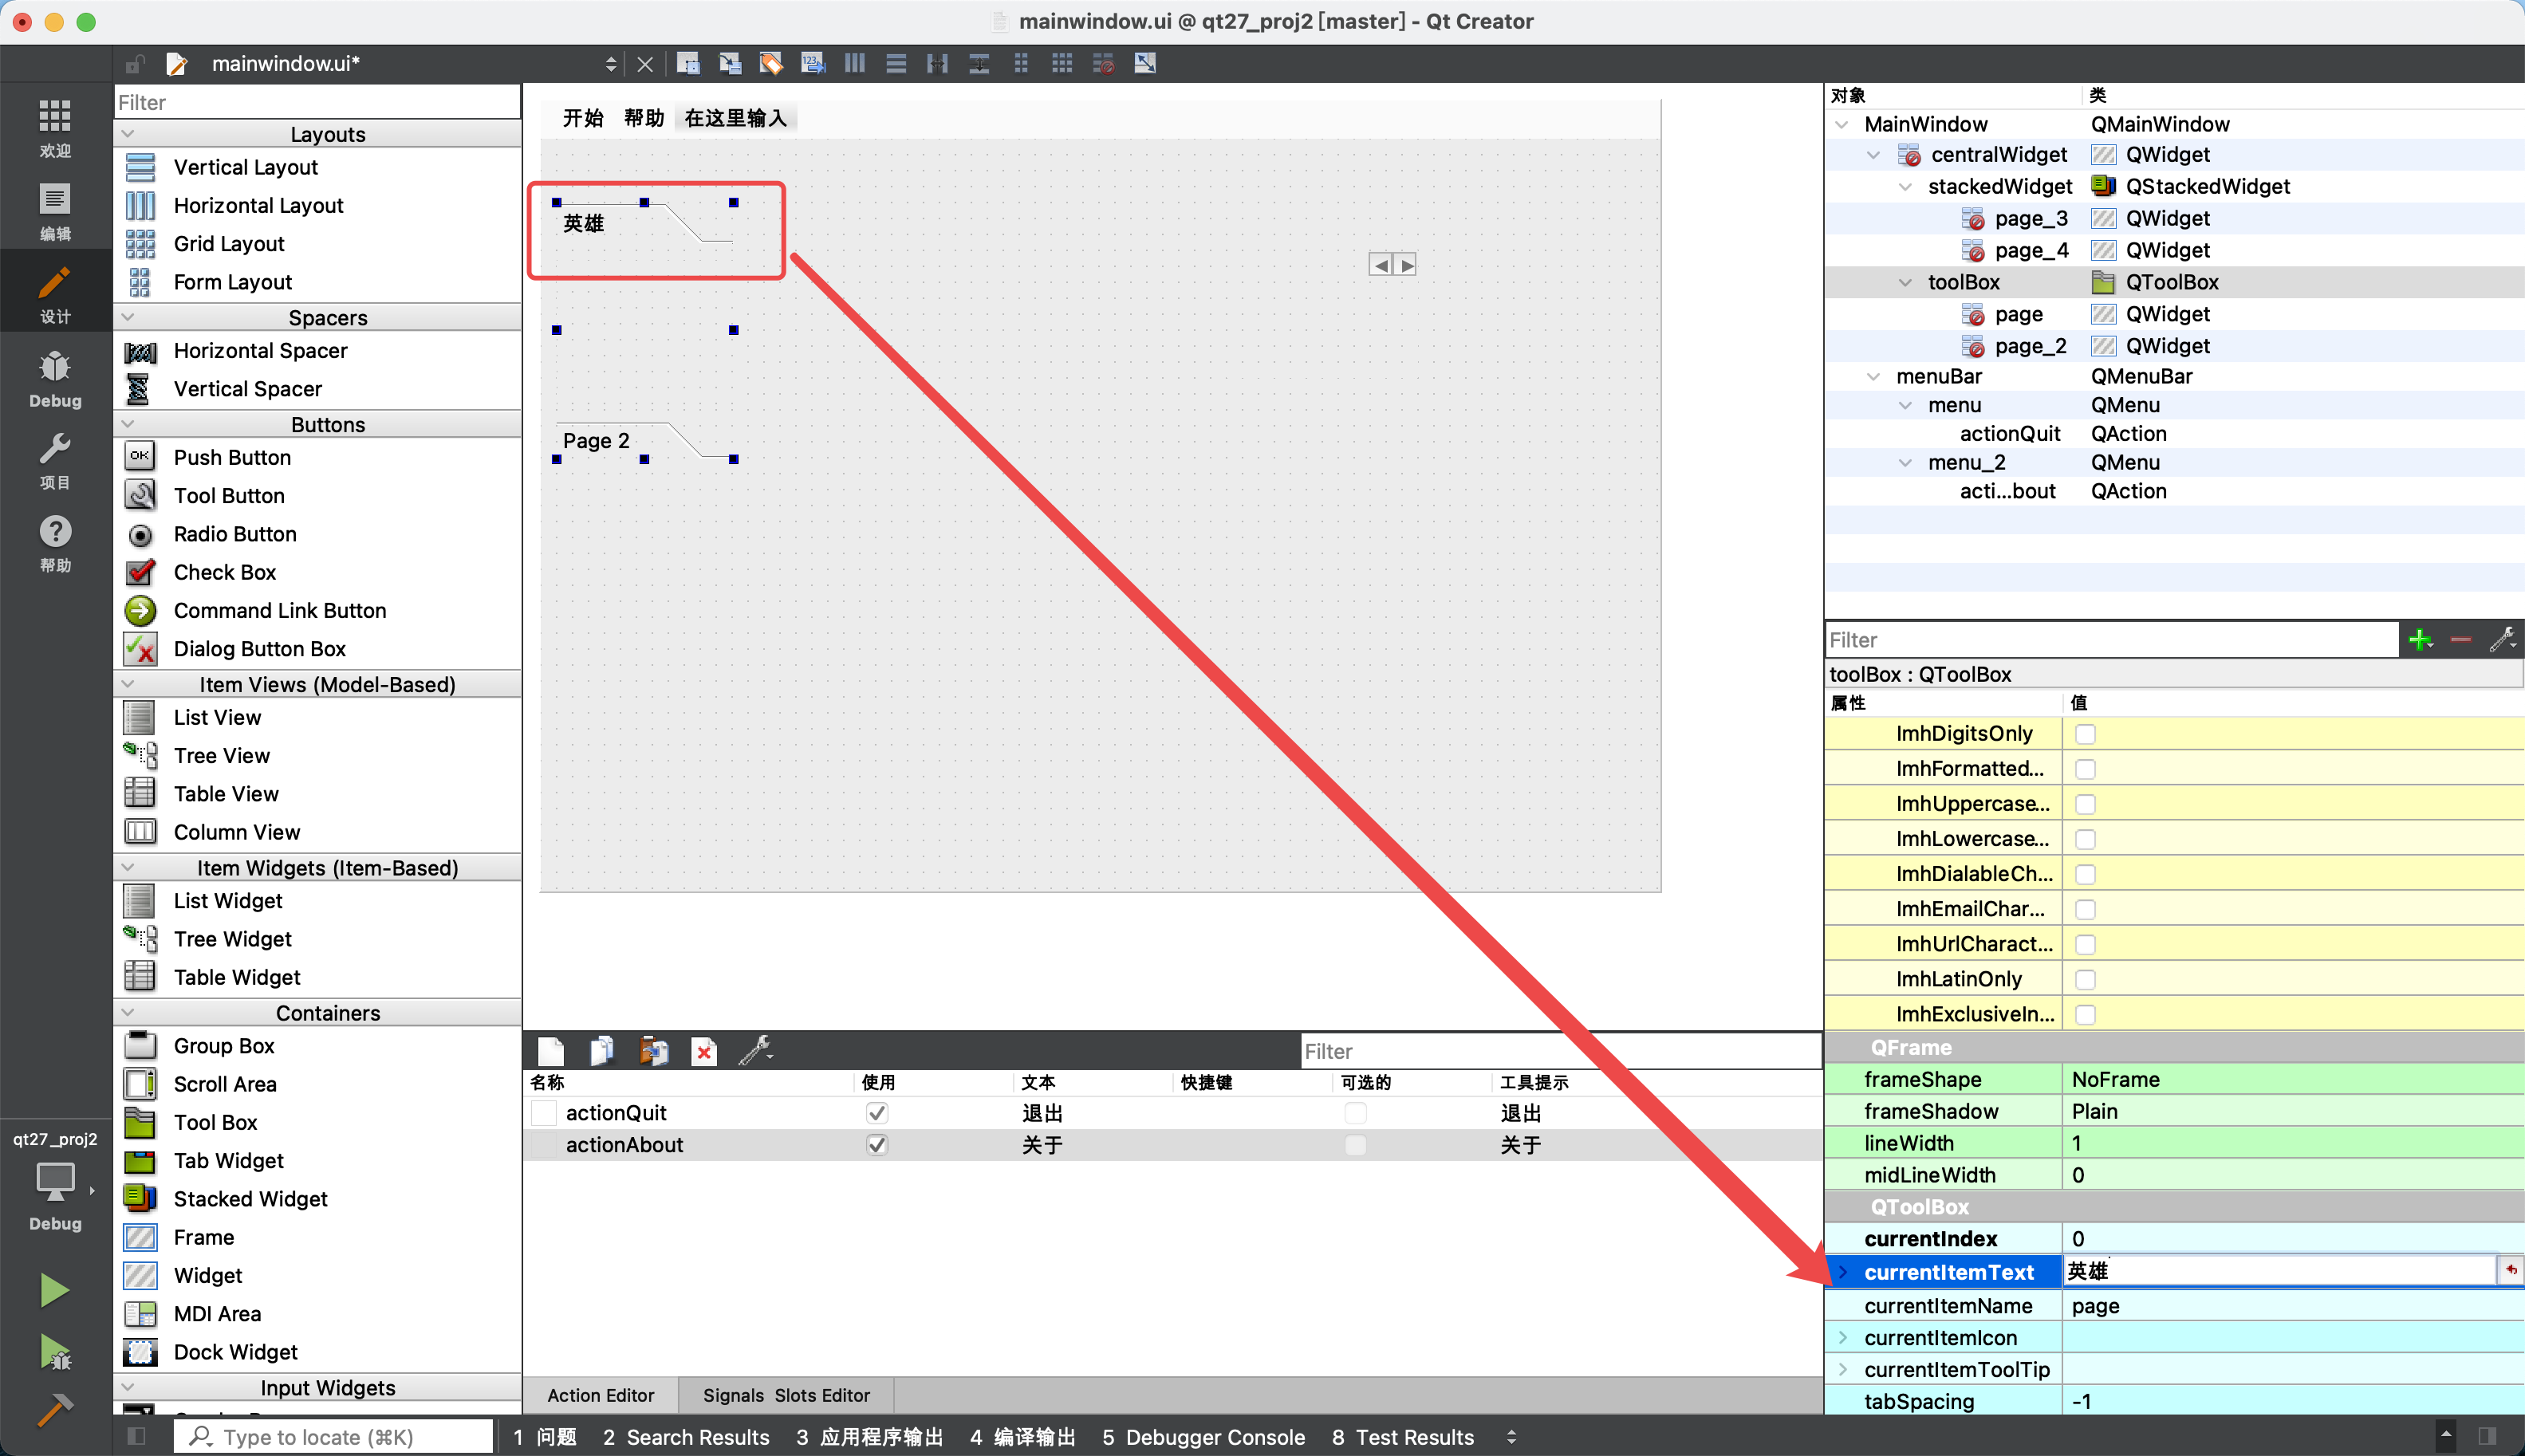 mainwindow.ui @ qt27_proj2 [master] - Qt Creator
mainwindow.ui*
欢迎
编辑
设计
Debug
项目
帮助
qt27_proj2
Debug
Filter
Layouts
Vertical Layout
Horizontal Layout
Grid Layout
Form Layout
Spacers
Horizontal Spacer
Vertical Spacer
Buttons
OK
Push Button
Tool Button
Radio Button
Check Box
Command Link Button
Dialog Button Box
Item Views (Model-Based)
List View
Tree View
Table View
Column View
Item Widgets (Item-Based)
List Widget
Tree Widget
Table Widget
Containers
Group Box
Scroll Area
Tool Box
Tab Widget
Stacked Widget
Frame
Widget
MDI Area
Dock Widget
Input Widgets
开始 帮助 在这里输入
英雄
Page 2
Filter
名称 使用 文本 快捷键 可选的 工具提示
actionQuit 退出 退出
actionAbout 关于 关于
Action Editor Signals Slots Editor
对象 类
MainWindow QMainWindow
centralWidget QWidget
stackedWidget QStackedWidget
page_3 QWidget
page_4 QWidget
toolBox QToolBox
page QWidget
page_2 QWidget
menuBar QMenuBar
menu QMenu
actionQuit QAction
menu_2 QMenu
acti...bout QAction
Filter
toolBox : QToolBox
属性 值
ImhDigitsOnly
ImhFormatted...
ImhUppercase...
ImhLowercase...
ImhDialableCh...
ImhEmailChar...
ImhUrlCharact...
ImhLatinOnly
ImhExclusiveIn...
QFrame
frameShape NoFrame
frameShadow Plain
lineWidth 1
midLineWidth 0
QToolBox
currentIndex 0
currentItemText 英雄
currentItemName page
currentItemIcon
currentItemToolTip
tabSpacing -1
Type to locate (⌘K) 1 问题 2 Search Results 3 应用程序输出 4 编译输出 5 Debugger Console 8 Test Results